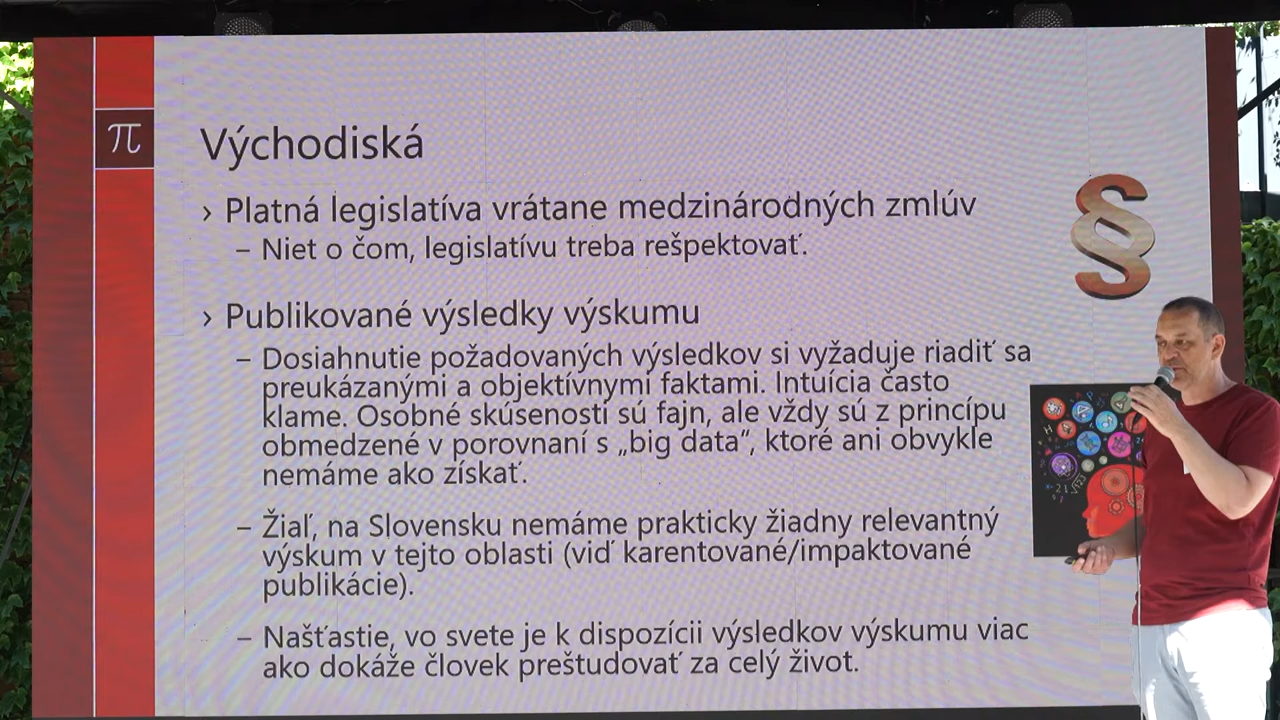 π
Východiská
› Platná legislatíva vrátane medzinárodných zmlúv
– Niet o čom, legislatívu treba rešpektovať.
§
› Publikované výsledky výskumu
– Dosiahnutie požadovaných výsledkov si vyžaduje riadiť sa
preukázanými a objektívnymi faktami. Intuícia často
klame. Osobné skúsenosti sú fajn, ale vždy sú z princípu
obmedzené v porovnaní s „big data“, ktoré ani obvykle
nemáme ako získať.
– Žiaľ, na Slovensku nemáme prakticky žiadny relevantný
výskum v tejto oblasti (viď karentované/impaktované
publikácie).
– Našťastie, vo svete je k dispozícii výsledkov výskumu viac
ako dokáže človek preštudovať za celý život.